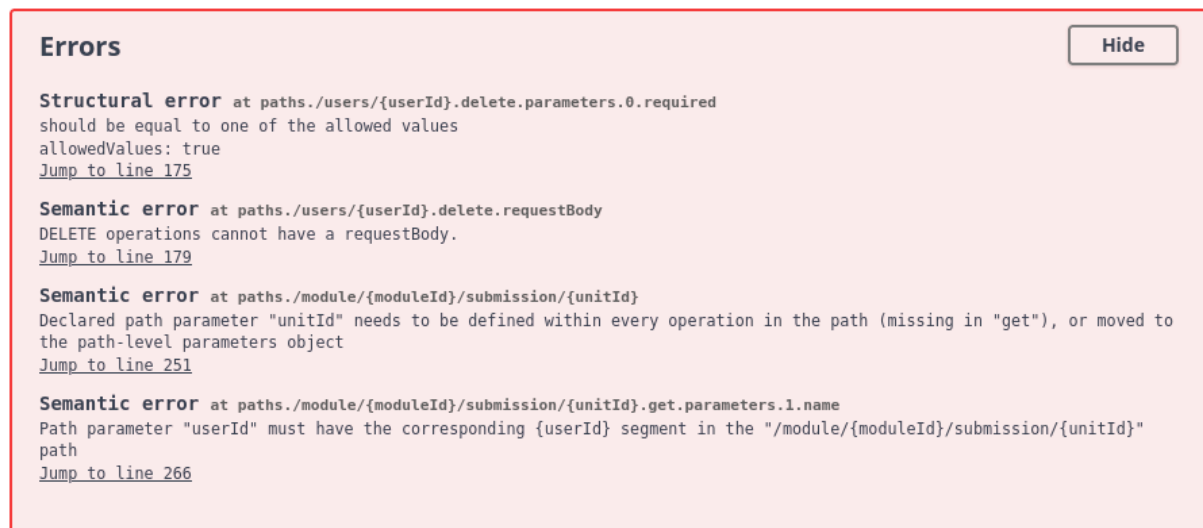 Errors
Hide
Structural error at paths./users/{userId}.delete.parameters.0.required
should be equal to one of the allowed values
allowedValues: true
Jump to line 175
Semantic error at paths./users/{userId}.delete.requestBody
DELETE operations cannot have a requestBody.
Jump to line 179
Semantic error at paths./module/{moduleId}/submission/{unitId}
Declared path parameter "unitId" needs to be defined within every operation in the path (missing in "get"), or moved to
the path-level parameters object
Jump to line 251
Semantic error at paths./module/{moduleId}/submission/{unitId}.get.parameters.1.name
Path parameter "userId" must have the corresponding {userId} segment in the "/module/{moduleId}/submission/{unitId}"
path
Jump to line 266